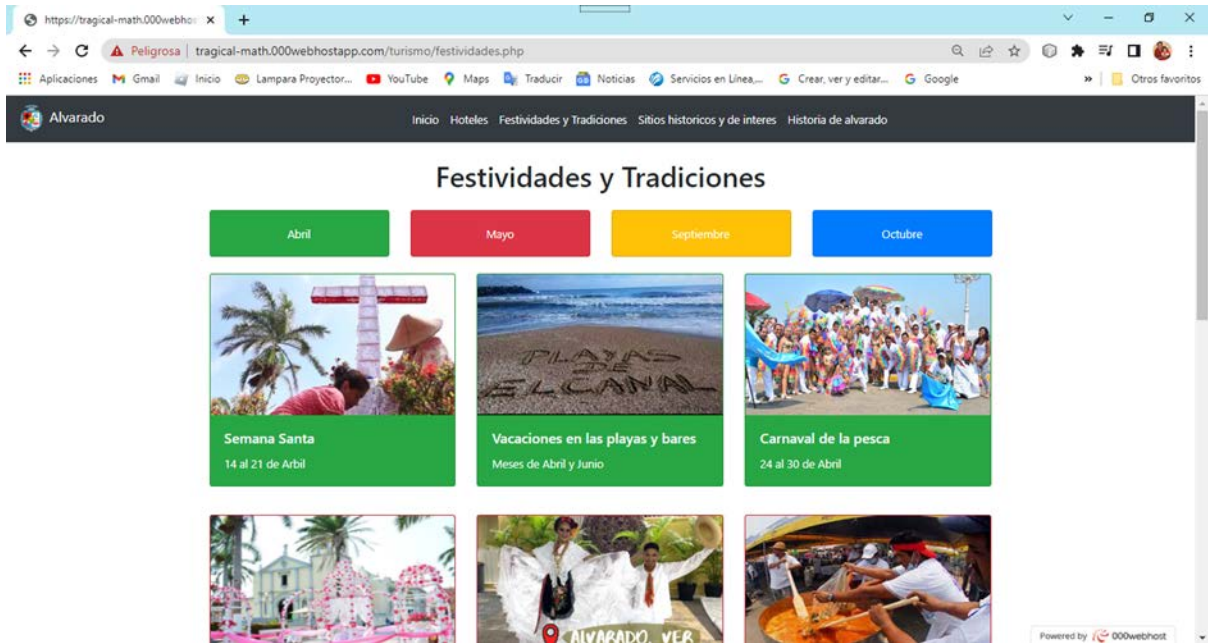 https://tragical-math.000webho
Peligrosa
tragical-math.000webhostapp.com/turismo/festividades.php
Aplicaciones Gmail Inicio Lampara Proyector... YouTube Maps Traducir Noticias Servicios en Línea,... Crear, ver y editar... Google » Otros favoritos
Alvarado
Inicio Hoteles Festividades y Tradiciones Sitios historicos y de interes Historia de alvarado
Festividades y Tradiciones
Abril Mayo Septiembre Octubre
PLAYAS
DE
EL CANAL
Semana Santa
14 al 21 de Arbil
Vacaciones en las playas y bares
Meses de Abril y Junio
Carnaval de la pesca
24 al 30 de Abril
ALVARADO, VER
Powered by 000webhost